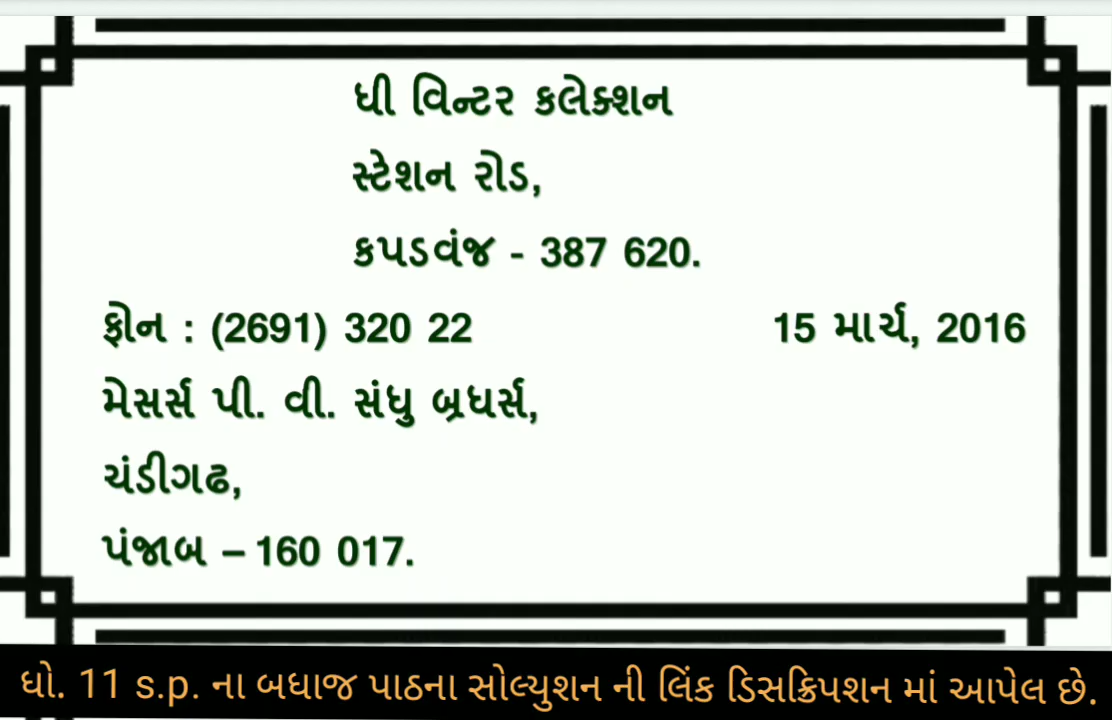 ધી વિન્ટર કલેક્શન
સ્ટેશન રોડ,
કપડવંજ - 387 620.
ફોન : (2691) 320 22 15 માર્ચ, 2016
મેસર્સ પી. વી. સંધુ બ્રધર્સ,
ચંડીગઢ,
પંજાબ – 160 017.
ધો. 11 s.p. ના બધાજ પાઠના સોલ્યુશન ની લિંક ડિસક્રિપશન માં આપેલ છે.